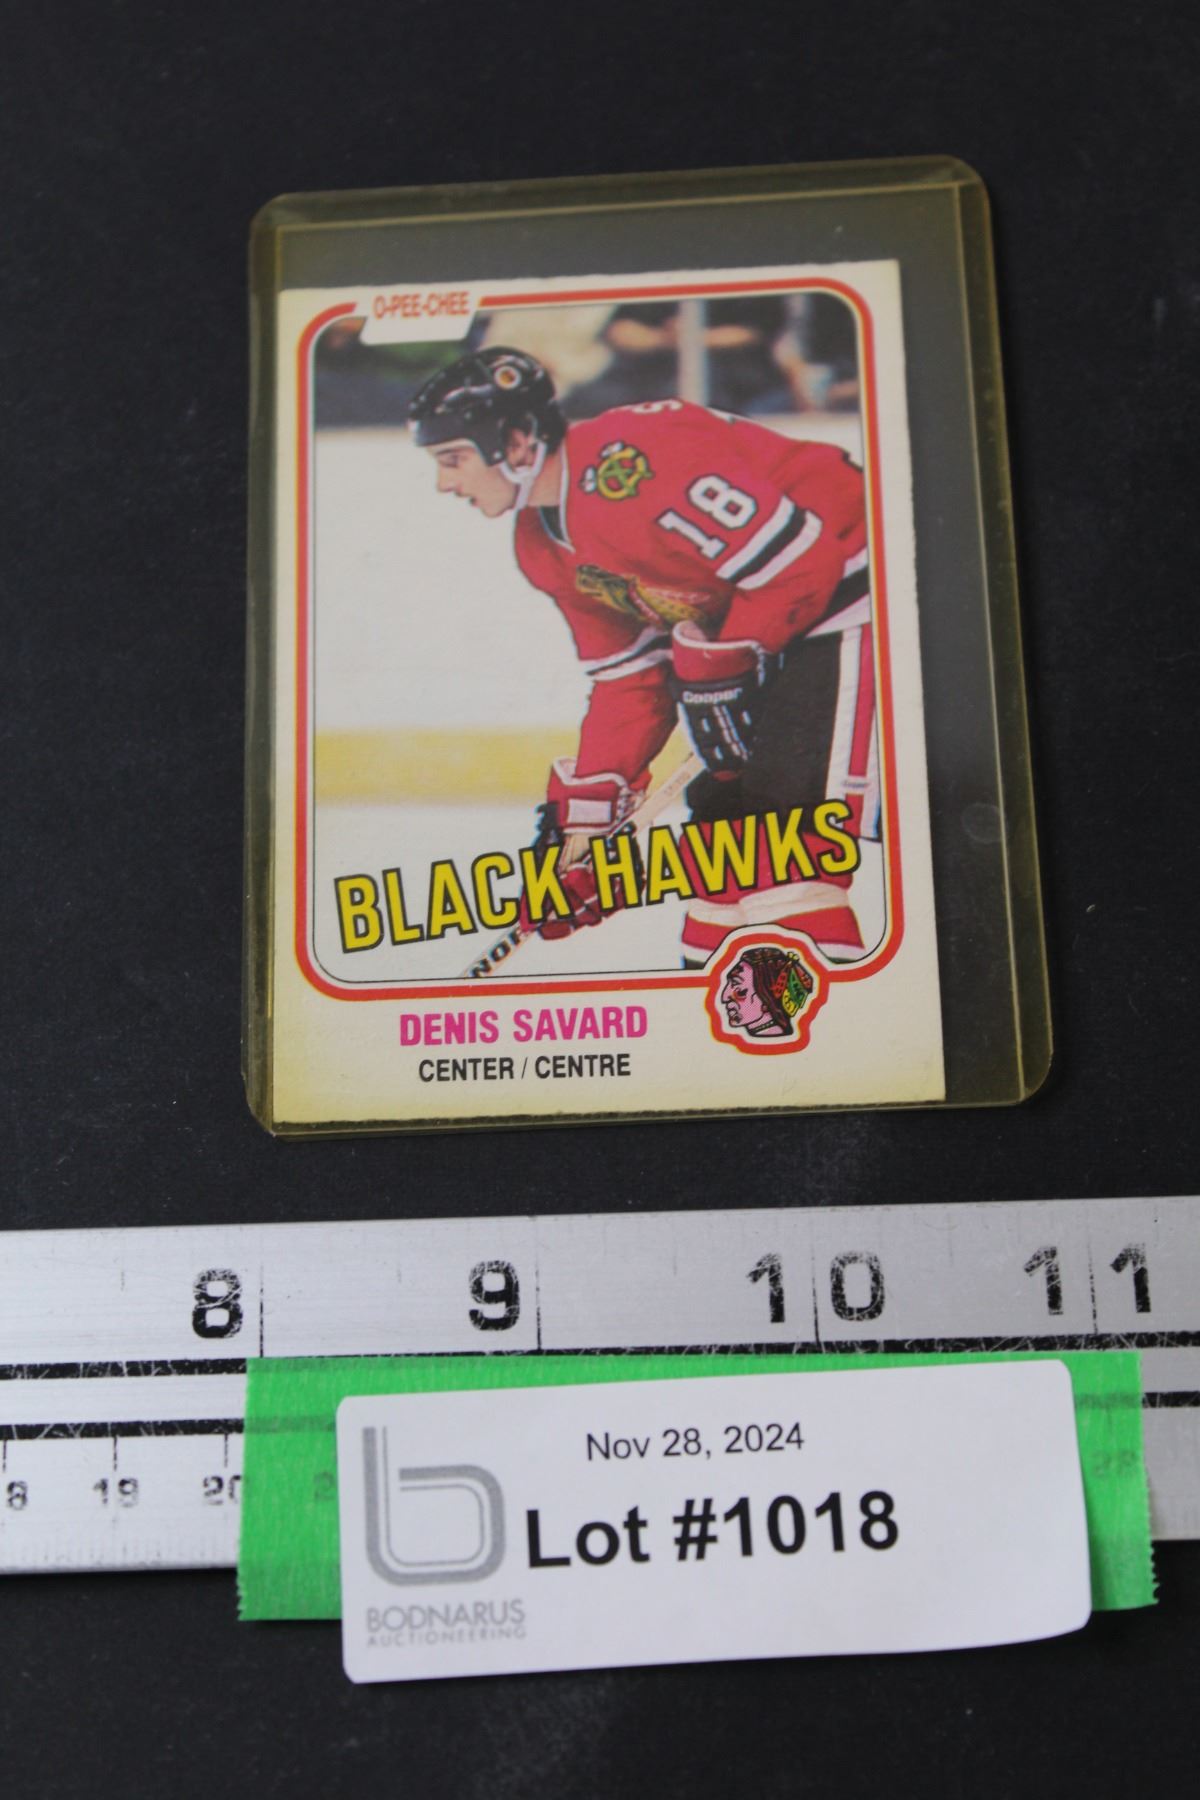 O-PEE-CHEE
18
Cooper
BLACK HAWKS
DENIS SAVARD
CENTER / CENTRE
8 9 10 11
19 20
Nov 28, 2024
Lot #1018
BODNARUS
AUCTIONEERING